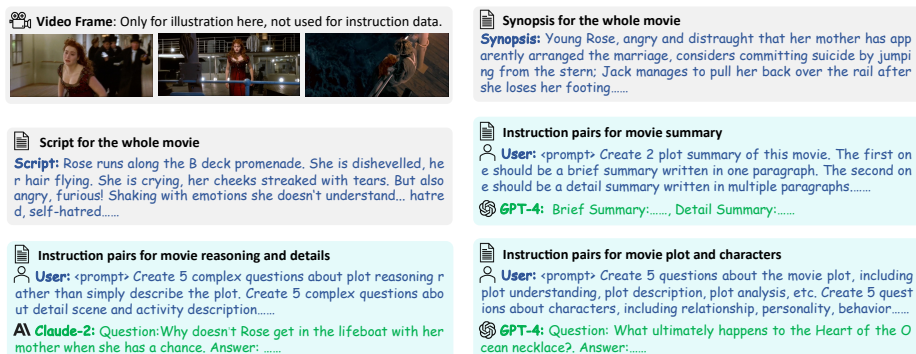 Video Frame: Only for illustration here, not used for instruction data.
Script for the whole movie
Script: Rose runs along the B deck promenade. She is dishevelled, he
r hair flying. She is crying, her cheeks streaked with tears. But also
angry, furious! Shaking with emotions she doesn't understand... hatre
d, self-hatred......
Instruction pairs for movie reasoning and details
User: <prompt> Create 5 complex questions about plot reasoning r
ather than simply describe the plot. Create 5 complex questions abo
ut detail scene and activity description......
Claude-2: Question:Why doesn't Rose get in the lifeboat with her
mother when she has a chance. Answer: ......
Synopsis for the whole movie
Synopsis: Young Rose, angry and distraught that her mother has app
arently arranged the marriage, considers committing suicide by jumpi
ng from the stern; Jack manages to pull her back over the rail after
she loses her footing......
Instruction pairs for movie summary
User: <prompt> Create 2 plot summary of this movie. The first on
e should be a brief summary written in one paragraph. The second on
e should be a detail summary written in multiple paragraphs.......
GPT-4: Brief Summary:......, Detail Summary:......
Instruction pairs for movie plot and characters
User: <prompt> Create 5 questions about the movie plot, including
plot understanding, plot description, plot analysis, etc. Create 5 quest
ions about characters, including relationship, personality, behavior......
GPT-4: Question: What ultimately happens to the Heart of the O
cean necklace?. Answer:......